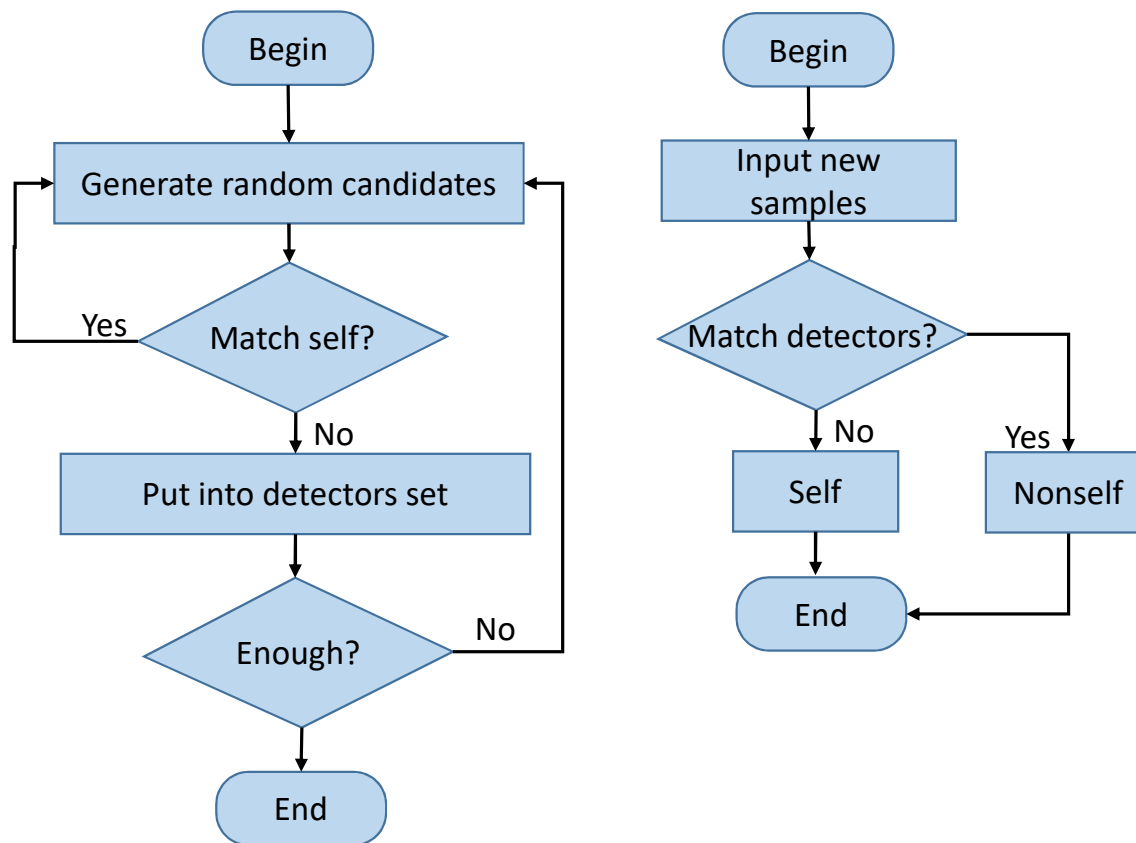 Begin
Generate random candidates
Yes
Match self?
No
Put into detectors set
Enough?
No
End
Begin
Input new
samples
Match detectors?
No
Yes
Self
Nonself
End